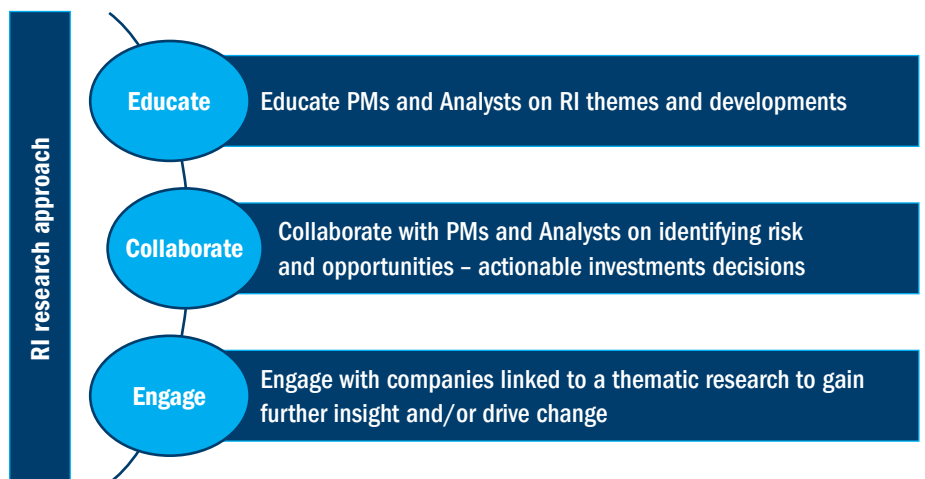 RI research approach
Educate
Educate PMs and Analysts on RI themes and developments
Collaborate
Collaborate with PMs and Analysts on identifying risk
and opportunities – actionable investments decisions
Engage
Engage with companies linked to a thematic research to gain
further insight and/or drive change